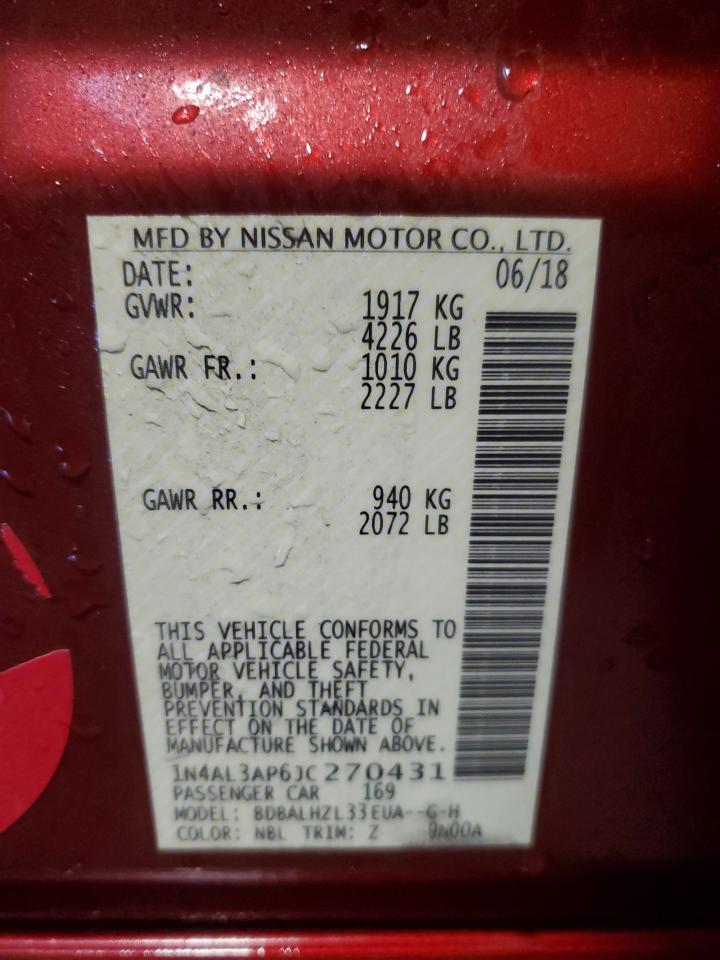 MFD BY NISSAN MOTOR CO., LTD.
DATE: 06/18
GVWR: 1917 KG
4226 LB
GAWR FR.: 1010 KG
2227 LB
GAWR RR.: 940 KG
2072 LB
THIS VEHICLE CONFORMS TO
ALL APPLICABLE FEDERAL
MOTOR VEHICLE SAFETY,
BUMPER, AND THEFT
PREVENTION STANDARDS IN
EFFECT ON THE DATE OF
MANUFACTURE SHOWN ABOVE.
1N4AL3AP6JC270431
PASSENGER CAR 169
MODEL: BDBALHZL33EUA--G-H
COLOR: NBL TRIM: Z